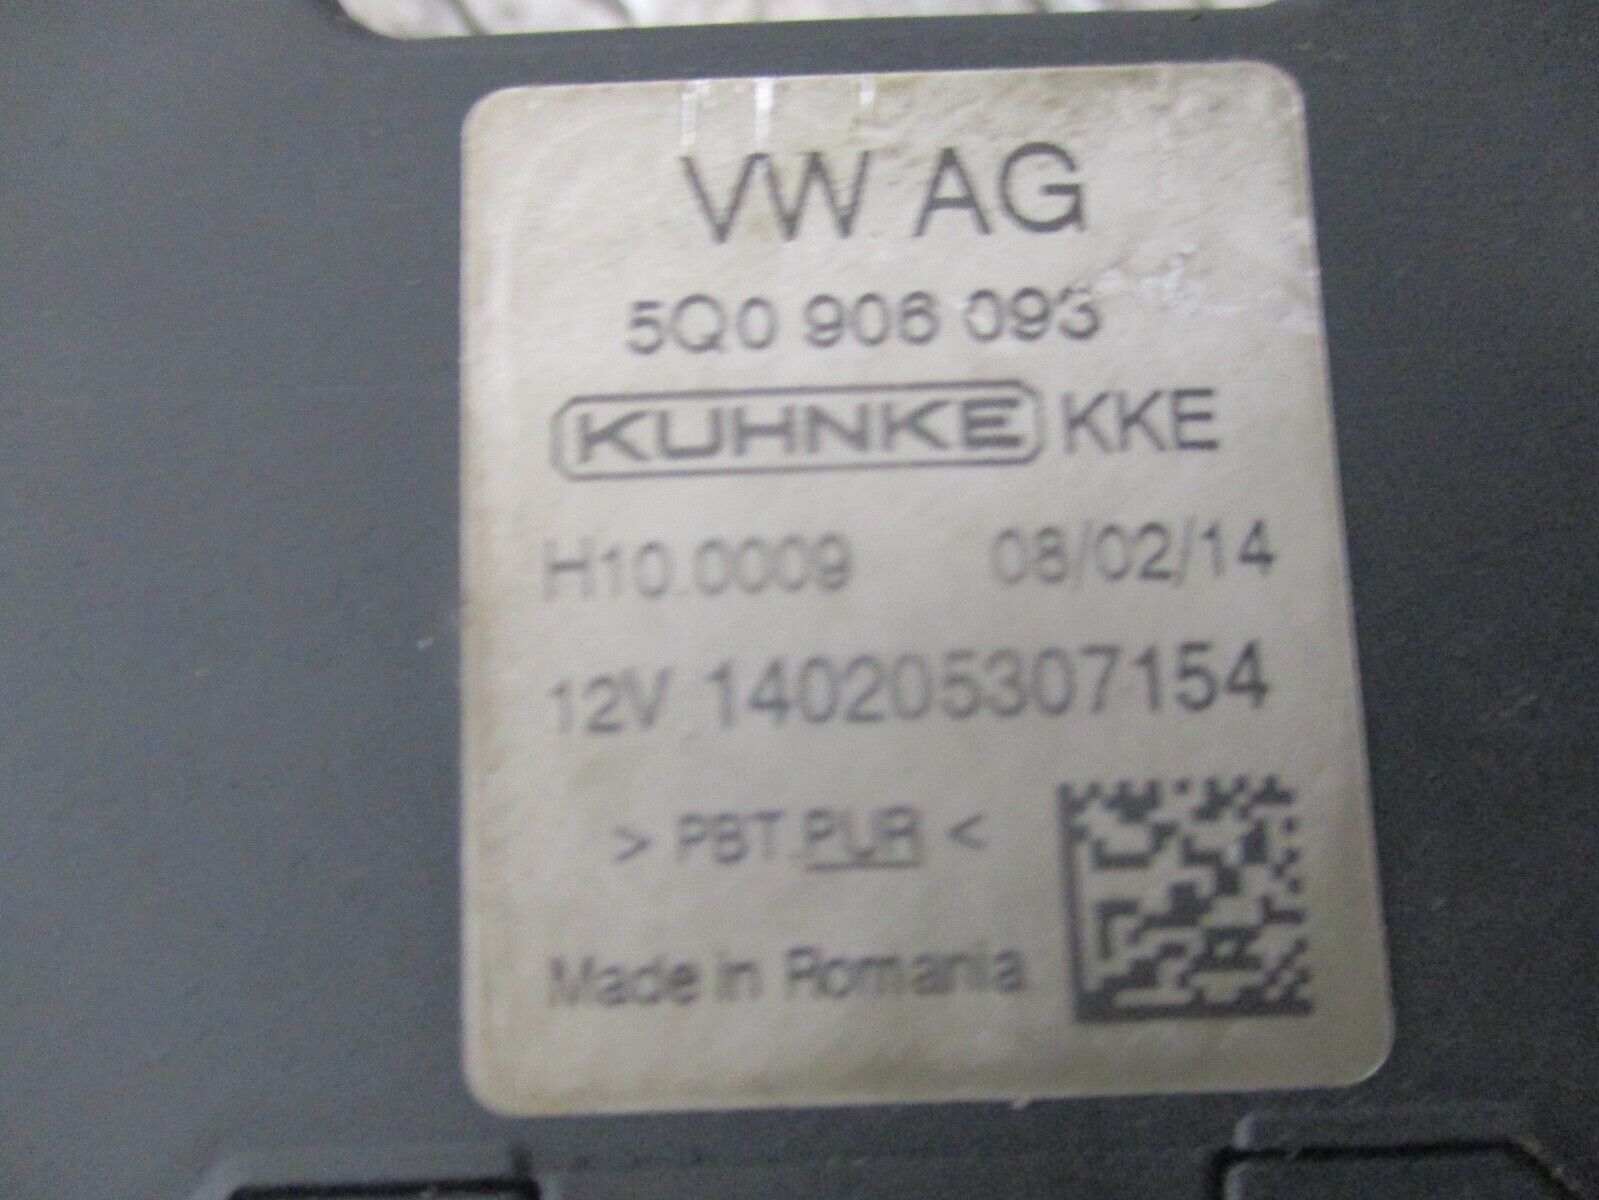 VW AG
5Q0 906 093
KUHNKE KKE
H10.0009 08/02/14
12V 140205307154
> PBT.PUR <
Made in Romania